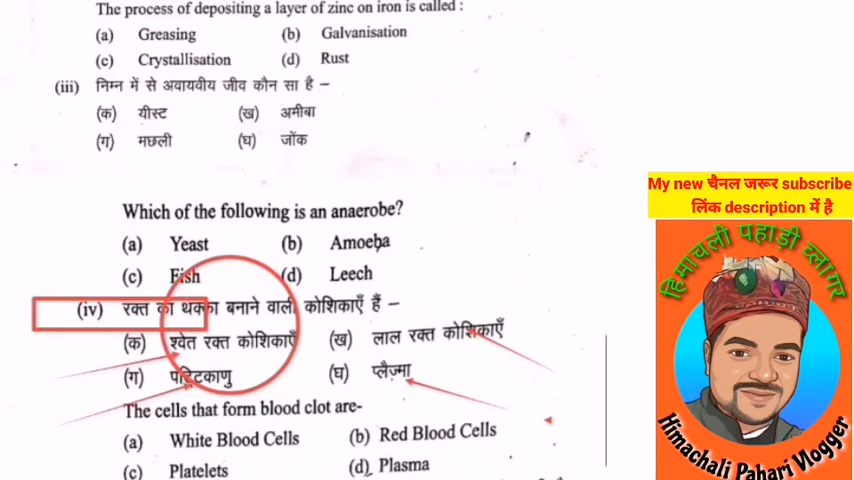 The process of depositing a layer of zinc on iron is called :
(a) Greasing (b) Galvanisation
(c) Crystallisation (d) Rust
(iii) निम्न में से अवायवीय जीव कौन सा है –
(क) यीस्ट (ख) अमीबा
(ग) मछली (घ) जोंक
Which of the following is an anaerobe?
(a) Yeast (b) Amoeba
(c) Fish (d) Leech
(iv) रक्त का थक्का बनाने वाली कोशिकाएँ हैं –
(क) श्वेत रक्त कोशिकाएँ (ख) लाल रक्त कोशिकाएँ
(ग) पट्टिकाणु (घ) प्लैज़्मा
The cells that form blood clot are-
(a) White Blood Cells (b) Red Blood Cells
(c) Platelets (d) Plasma
My new चैनल जरूर subscribe
लिंक description में है
हिमाचली पहाड़ी ब्लागर
Himachali Pahari Vlogger